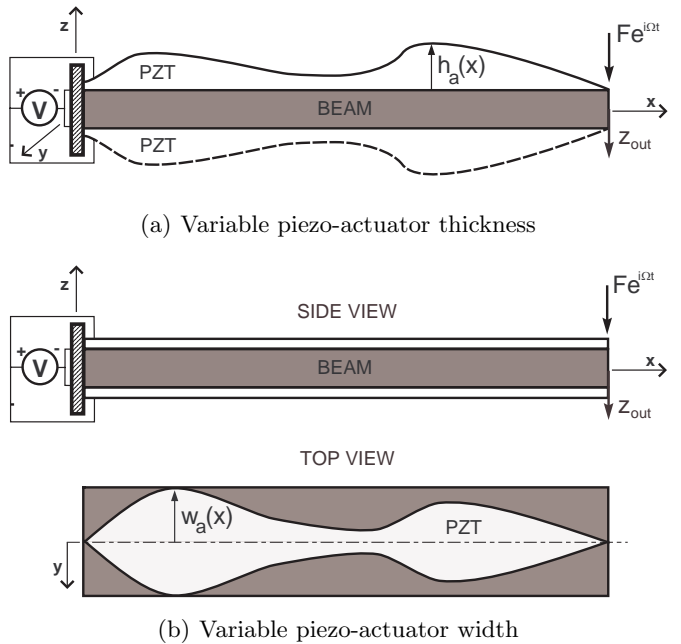 z
Fe^{iΩt}
PZT
h_a(x)
+ V -
BEAM
x
y
PZT
z_out
(a) Variable piezo-actuator thickness
z
Fe^{iΩt}
SIDE VIEW
+ V -
BEAM
x
z_out
TOP VIEW
w_a(x)
PZT
y
(b) Variable piezo-actuator width